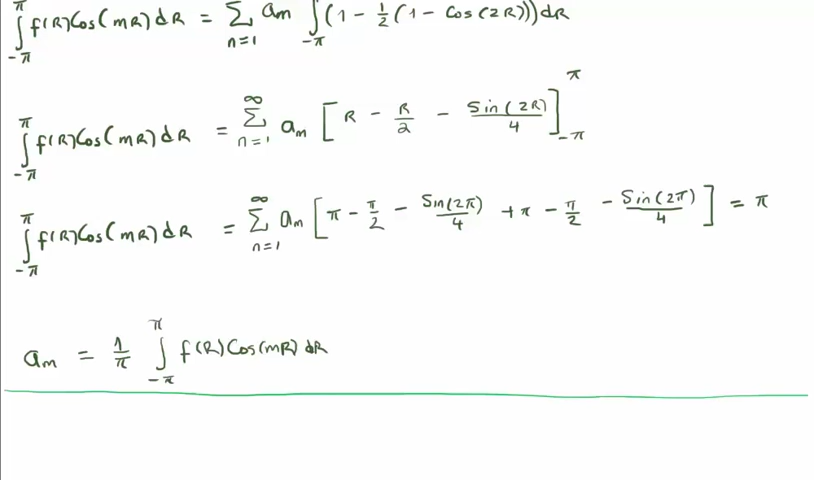 ∫_{-π}^{π} f(R)Cos(mR)dR = Σ_{n=1} a_m ∫_{-π} (1 - 1/2(1 - Cos(2R)))dR
∫_{-π}^{π} f(R)Cos(mR)dR = Σ_{n=1}^{∞} a_m [R - R/2 - Sin(2R)/4]_{-π}^{π}
∫_{-π}^{π} f(R)Cos(mR)dR = Σ_{n=1}^{∞} a_m [π - π/2 - Sin(2π)/4 + π - π/2 - Sin(2π)/4] = π
a_m = 1/π ∫_{-π}^{π} f(R)Cos(mR)dR